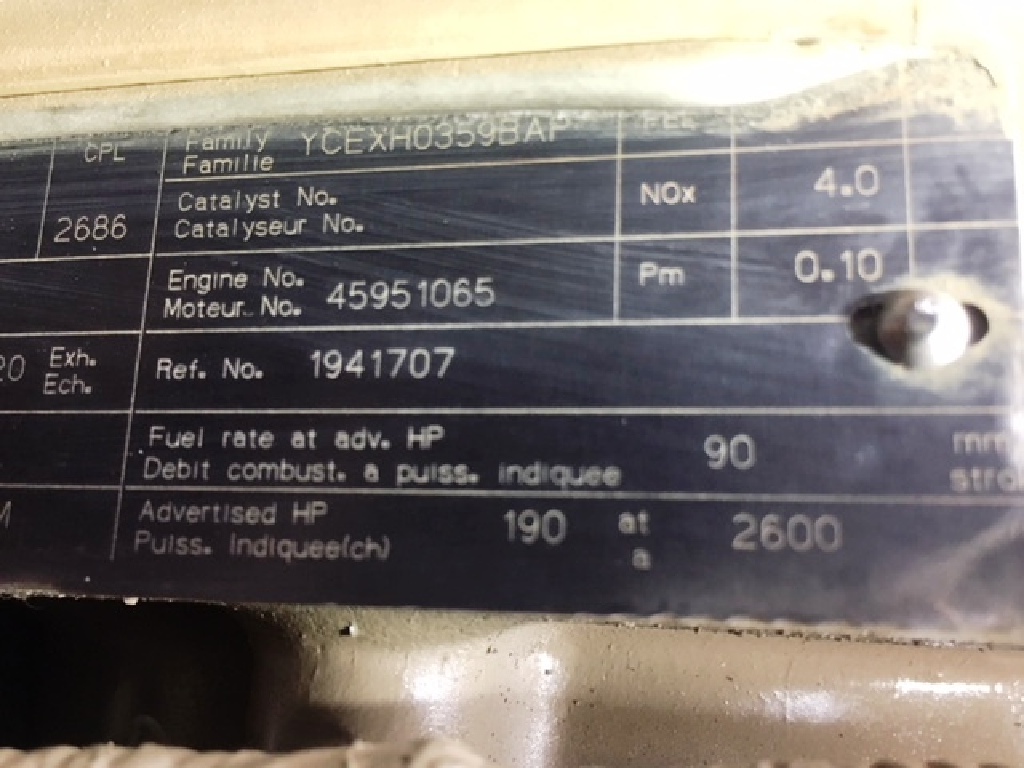 CPL
2686
Family YCEXH0359BAP
Familie
Catalyst No.
Catalyseur No.
NOx 4.0
Engine No. 45951065
Moteur. No.
Pm 0.10
20 Exh.
Ech.
Ref. No. 1941707
Fuel rate at adv. HP 90
Debit combust. a puiss. indiquee
M
Advertised HP 190 at 2600
Puiss. Indiquee(ch) a